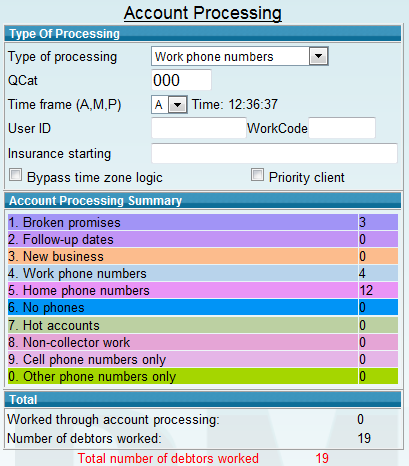 Account Processing
Type Of Processing
Type of processing Work phone numbers
QCat 000
Time frame (A,M,P) A Time: 12:36:37
User ID WorkCode
Insurance starting
Bypass time zone logic Priority client
Account Processing Summary
1. Broken promises 3
2. Follow-up dates 0
3. New business 0
4. Work phone numbers 4
5. Home phone numbers 12
6. No phones 0
7. Hot accounts 0
8. Non-collector work 0
9. Cell phone numbers only 0
0. Other phone numbers only 0
Total
Worked through account processing: 0
Number of debtors worked: 19
Total number of debtors worked 19